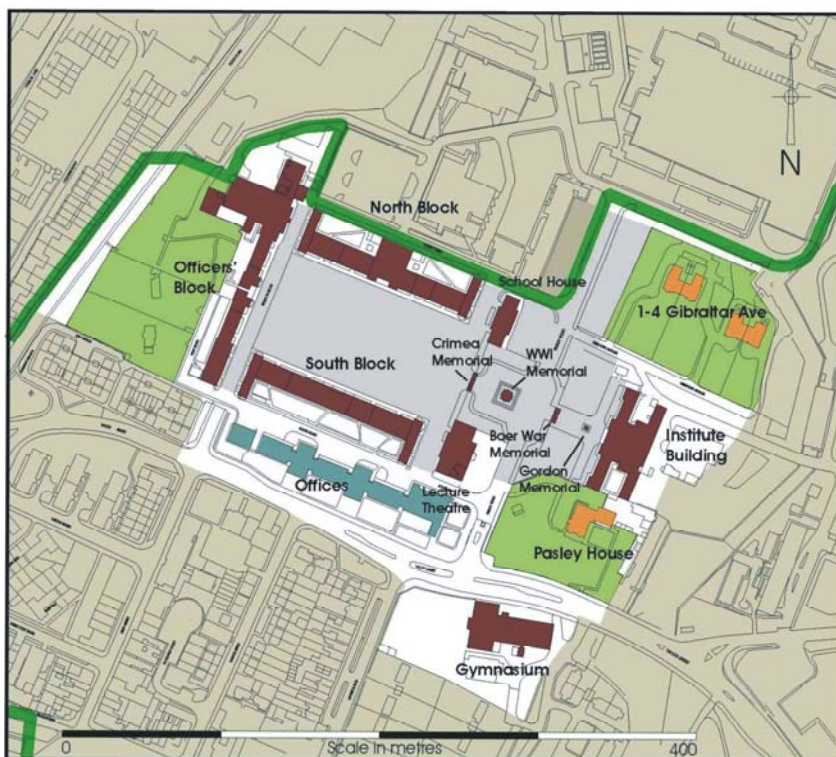 N
North Block
Officers'
Block
School House
1-4 Gibraltar Ave
South Block
Crimea
Memorial
WWI
Memorial
Boer War
Memorial
Gordon
Memorial
Institute
Building
Offices
Lecture
Theatre
Pasley House
Gymnasium
0
Scale in metres
400